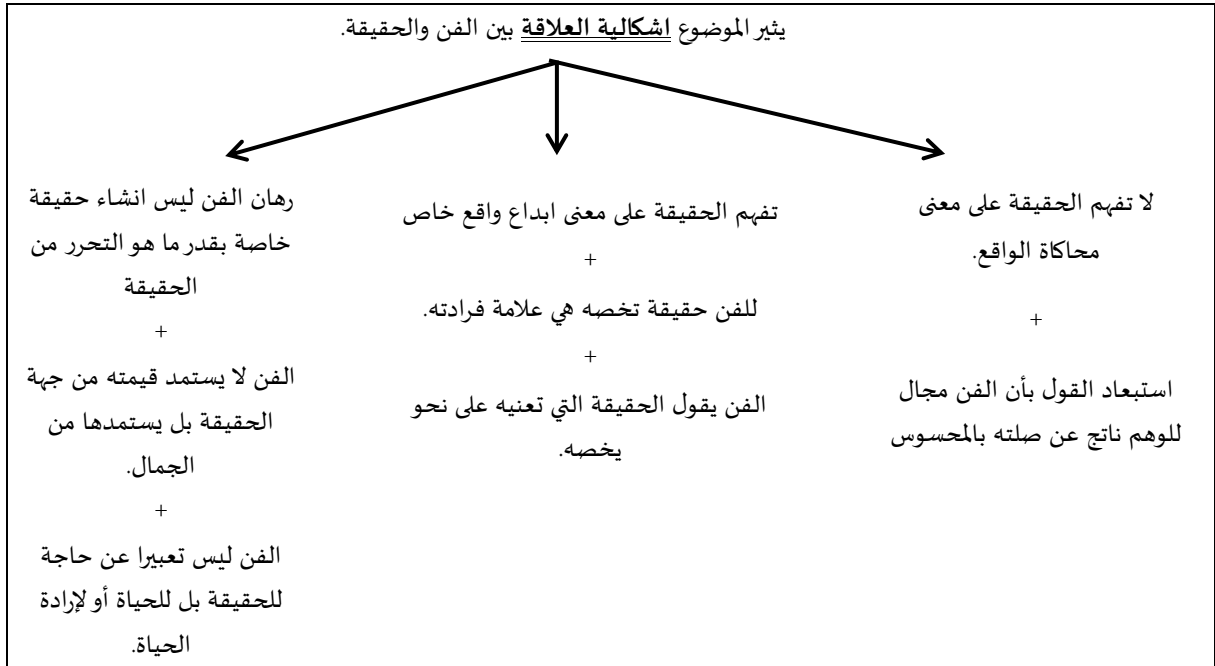 يثير الموضوع اشكالية العلاقة بين الفن والحقيقة.
لا تفهم الحقيقة على معنى
محاكاة الواقع.
+
استبعاد القول بأن الفن مجال
للوهم ناتج عن صلته بالمحسوس
تفهم الحقيقة على معنى ابداع واقع خاص
+
للفن حقيقة تخصه هي علامة فرادته.
+
الفن يقول الحقيقة التي تعنيه على نحو
يخصه.
رهان الفن ليس انشاء حقيقة
خاصة بقدر ما هو التحرر من
الحقيقة
+
الفن لا يستمد قيمته من جهة
الحقيقة بل يستمدها من
الجمال.
+
الفن ليس تعبيرا عن حاجة
للحقيقة بل للحياة أو لإرادة
الحياة.